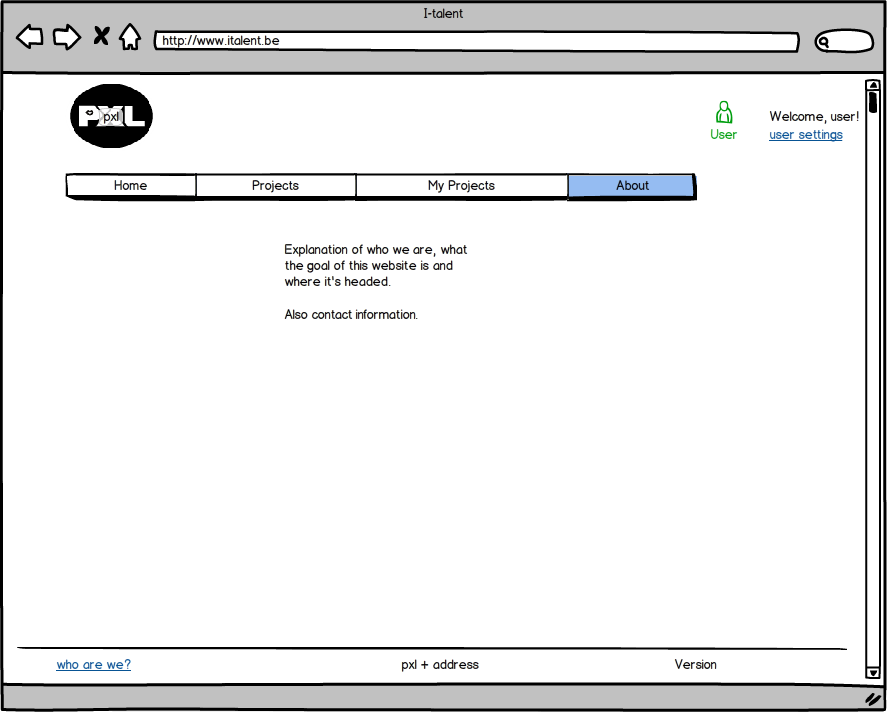 I-talent
http://www.italent.be
PXL
pxl
User
Welcome, user!
user settings
Home
Projects
My Projects
About
Explanation of who we are, what
the goal of this website is and
where it's headed.
Also contact information.
who are we?
pxl + address
Version